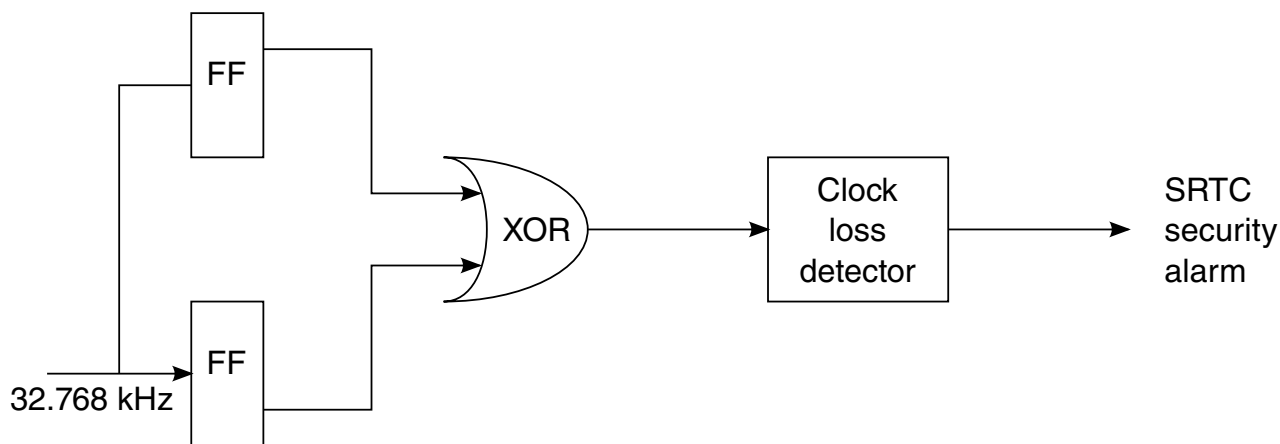 FF
XOR
Clock
loss
detector
SRTC
security
alarm
FF
32.768 kHz